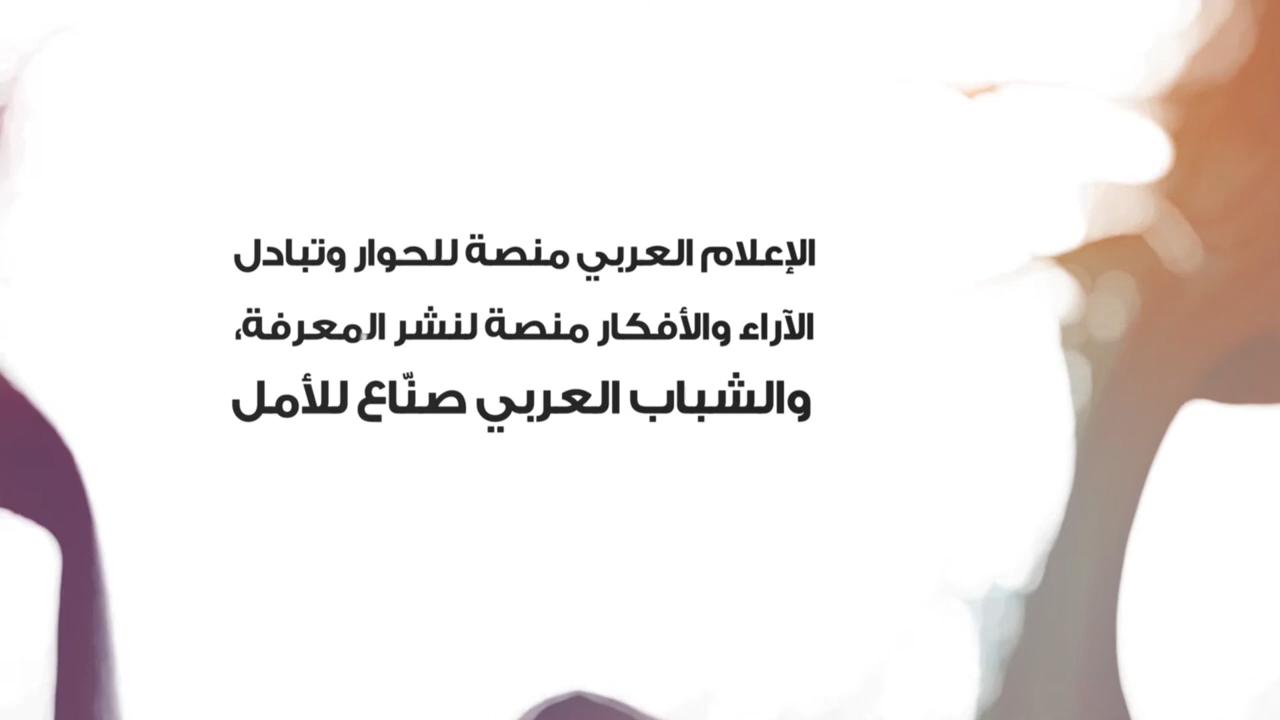 الإعلام العربي منصة للحوار وتبادل
الآراء والأفكار منصة لنشر المعرفة،
والشباب العربي صنّاع للأمل